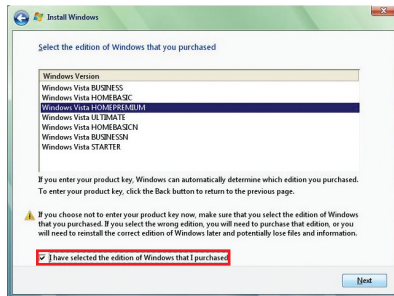 Install Windows
Select the edition of Windows that you purchased
Windows Version
Windows Vista BUSINESS
Windows Vista HOMEBASIC
Windows Vista HOMEPREMIUM
Windows Vista ULTIMATE
Windows Vista HOMEBASICN
Windows Vista BUSINESSN
Windows Vista STARTER
If you enter your product key, Windows can automatically determine which edition you purchased.
To enter your product key, click the Back button to return to the previous page.
If you choose not to enter your product key now, make sure that you select the edition of Windows
that you purchased. If you select the wrong edition, you will need to purchase that edition, or you
will need to reinstall the correct edition of Windows later and potentially lose files and information.
I have selected the edition of Windows that I purchased
Next